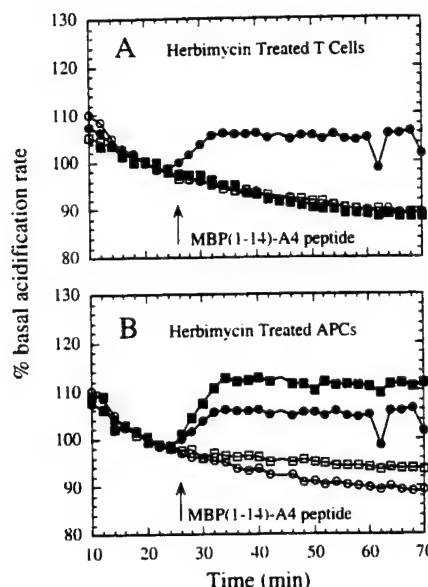 130
A
Herbimycin Treated T Cells
120
110
100
90
MBP(1-14)-A4 peptide
80
% basal acidification rate
130
B
Herbimycin Treated APCs
120
110
100
90
MBP(1-14)-A4 peptide
80
10 20 30 40 50 60 70
Time (min)